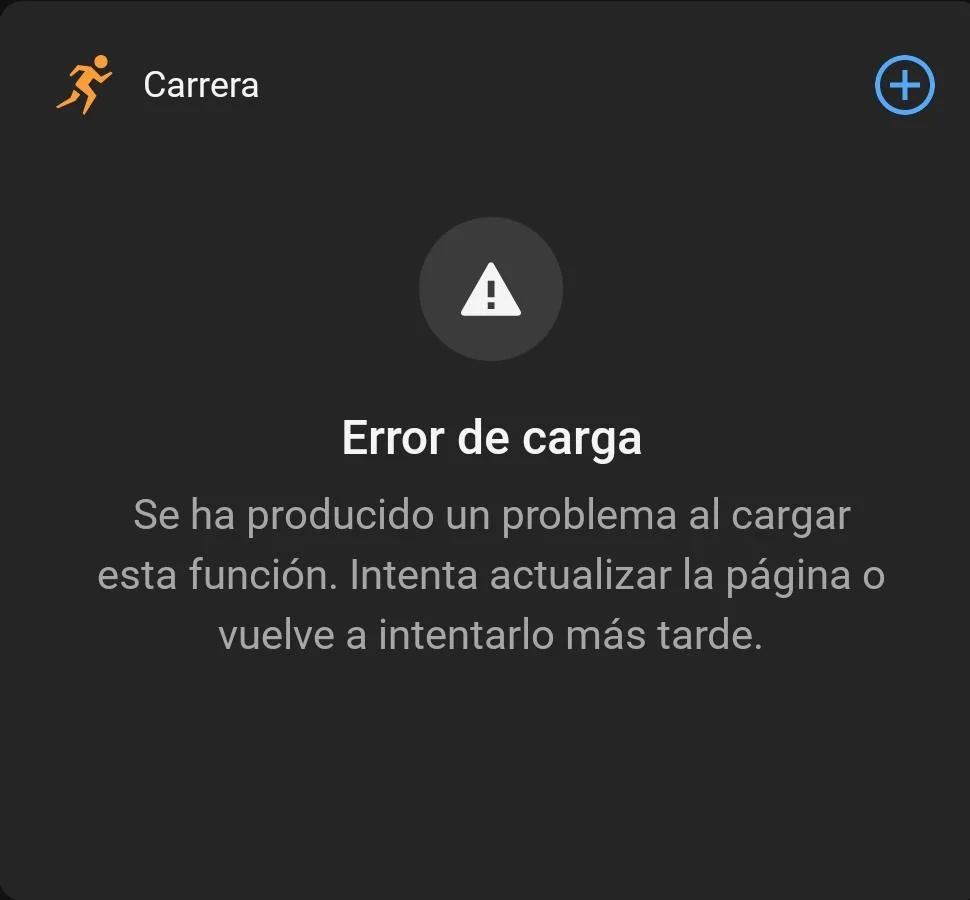 Carrera
Error de carga
Se ha producido un problema al cargar
esta función. Intenta actualizar la página o
vuelve a intentarlo más tarde.